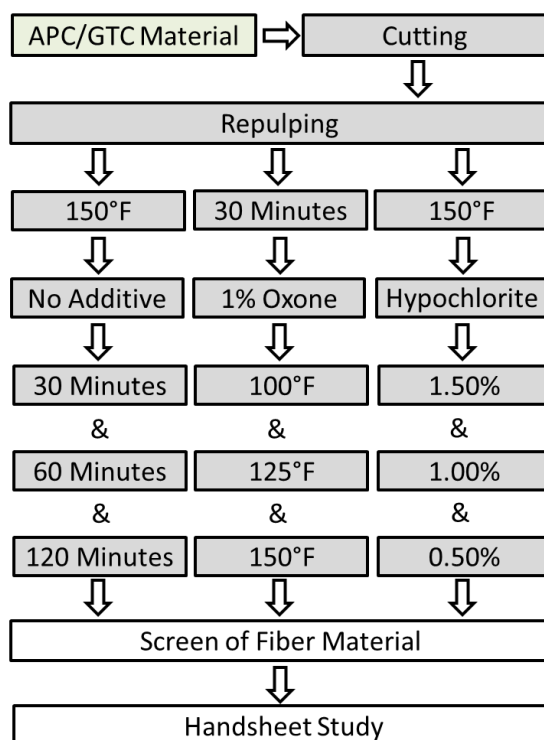 APC/GTC Material
Cutting
Repulping
150°F
30 Minutes
150°F
No Additive
1% Oxone
Hypochlorite
30 Minutes
100°F
1.50%
&
&
&
60 Minutes
125°F
1.00%
&
&
&
120 Minutes
150°F
0.50%
Screen of Fiber Material
Handsheet Study